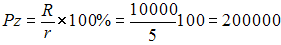 Pz = R/r × 100% = 10000/5 100 = 200000